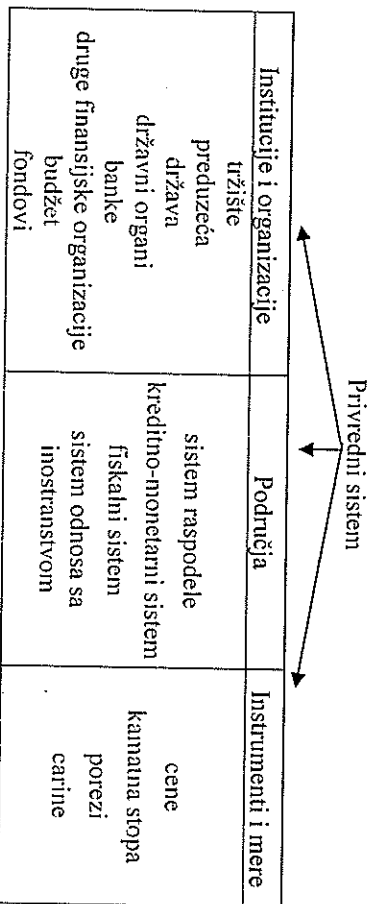 Privredni sistem
Institucije i organizacije
tržište
preduzeća
država
državni organi
banke
druge finansijske organizacije
budžet
fondovi
Područja
sistem raspodele
kreditno-monetarni sistem
fiskalni sistem
sistem odnosa sa
inostranstvom
Instrumenti i mere
cene
kamatna stopa
porezi
carine